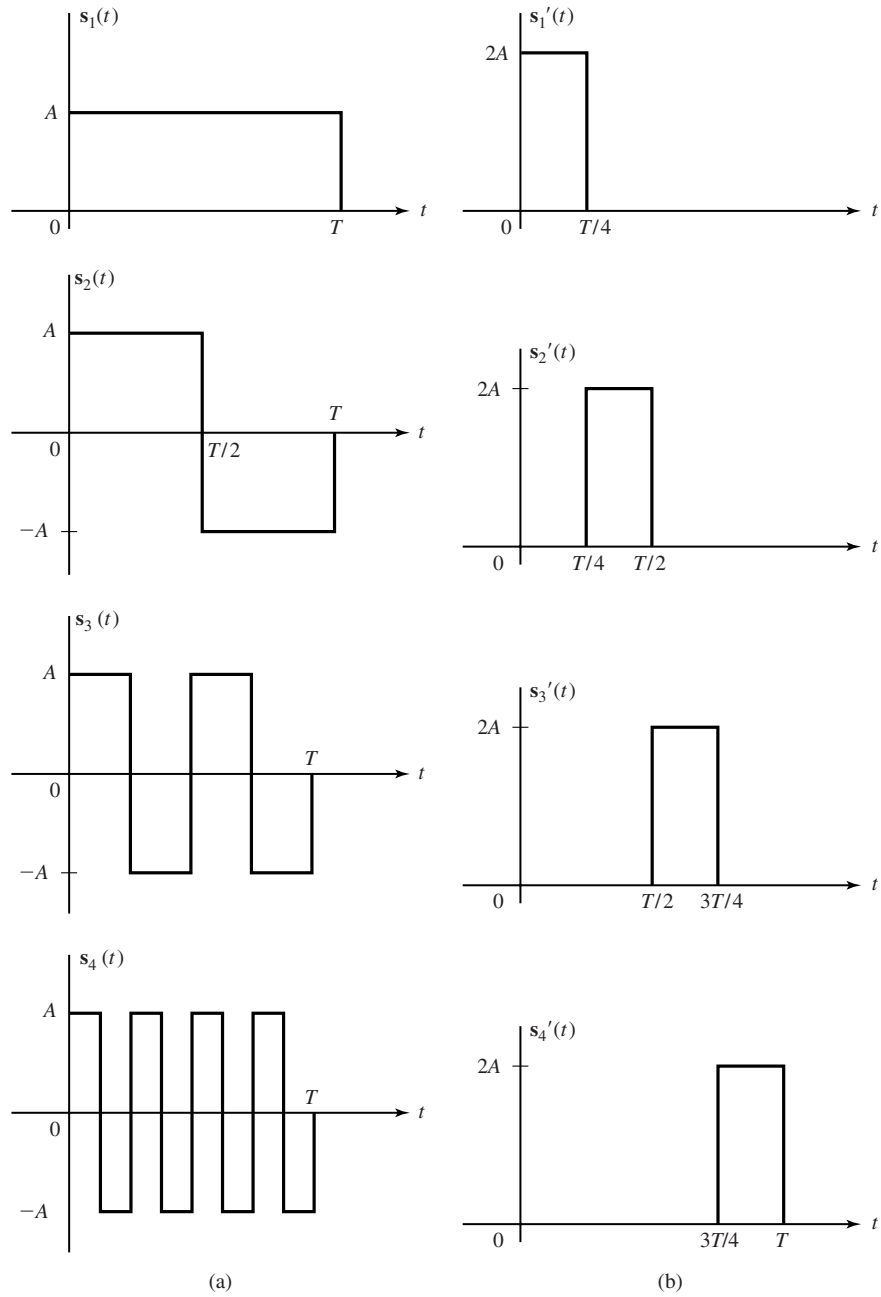 s₁(t)
A
0
T
t
s₂(t)
A
T
0
T/2
t
−A
s₃ (t)
A
T
0
t
−A
s₄ (t)
A
T
0
t
−A
(a)
s₁′(t)
2A
0
T/4
t
s₂′(t)
2A
0
T/4
T/2
t
s₃′(t)
2A
0
T/2
3T/4
t
s₄′(t)
2A
0
3T/4
T
t
(b)